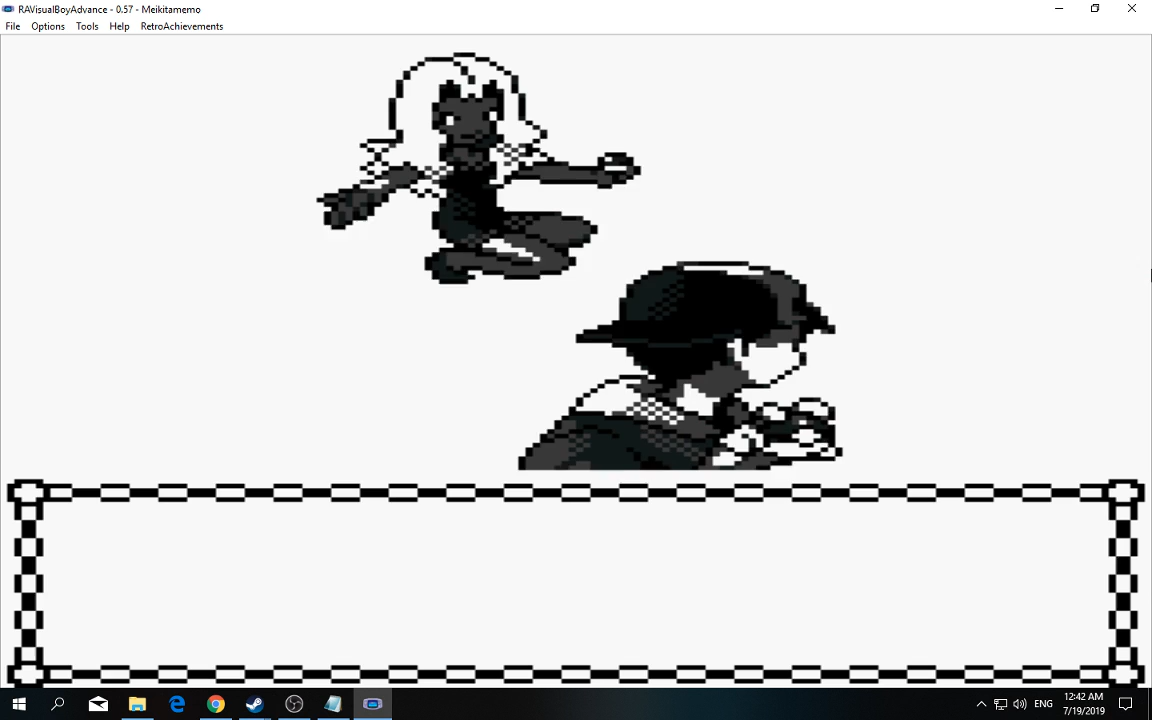 RAVisualBoyAdvance - 0.57 - Meikitamemo
File Options Tools Help RetroAchievements
12:42 AM
ENG
7/19/2019